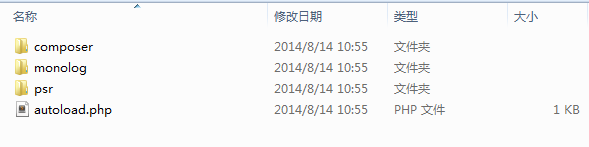 名称 修改日期 类型 大小
composer 2014/8/14 10:55 文件夹
monolog 2014/8/14 10:55 文件夹
psr 2014/8/14 10:55 文件夹
autoload.php 2014/8/14 10:55 PHP 文件 1 KB